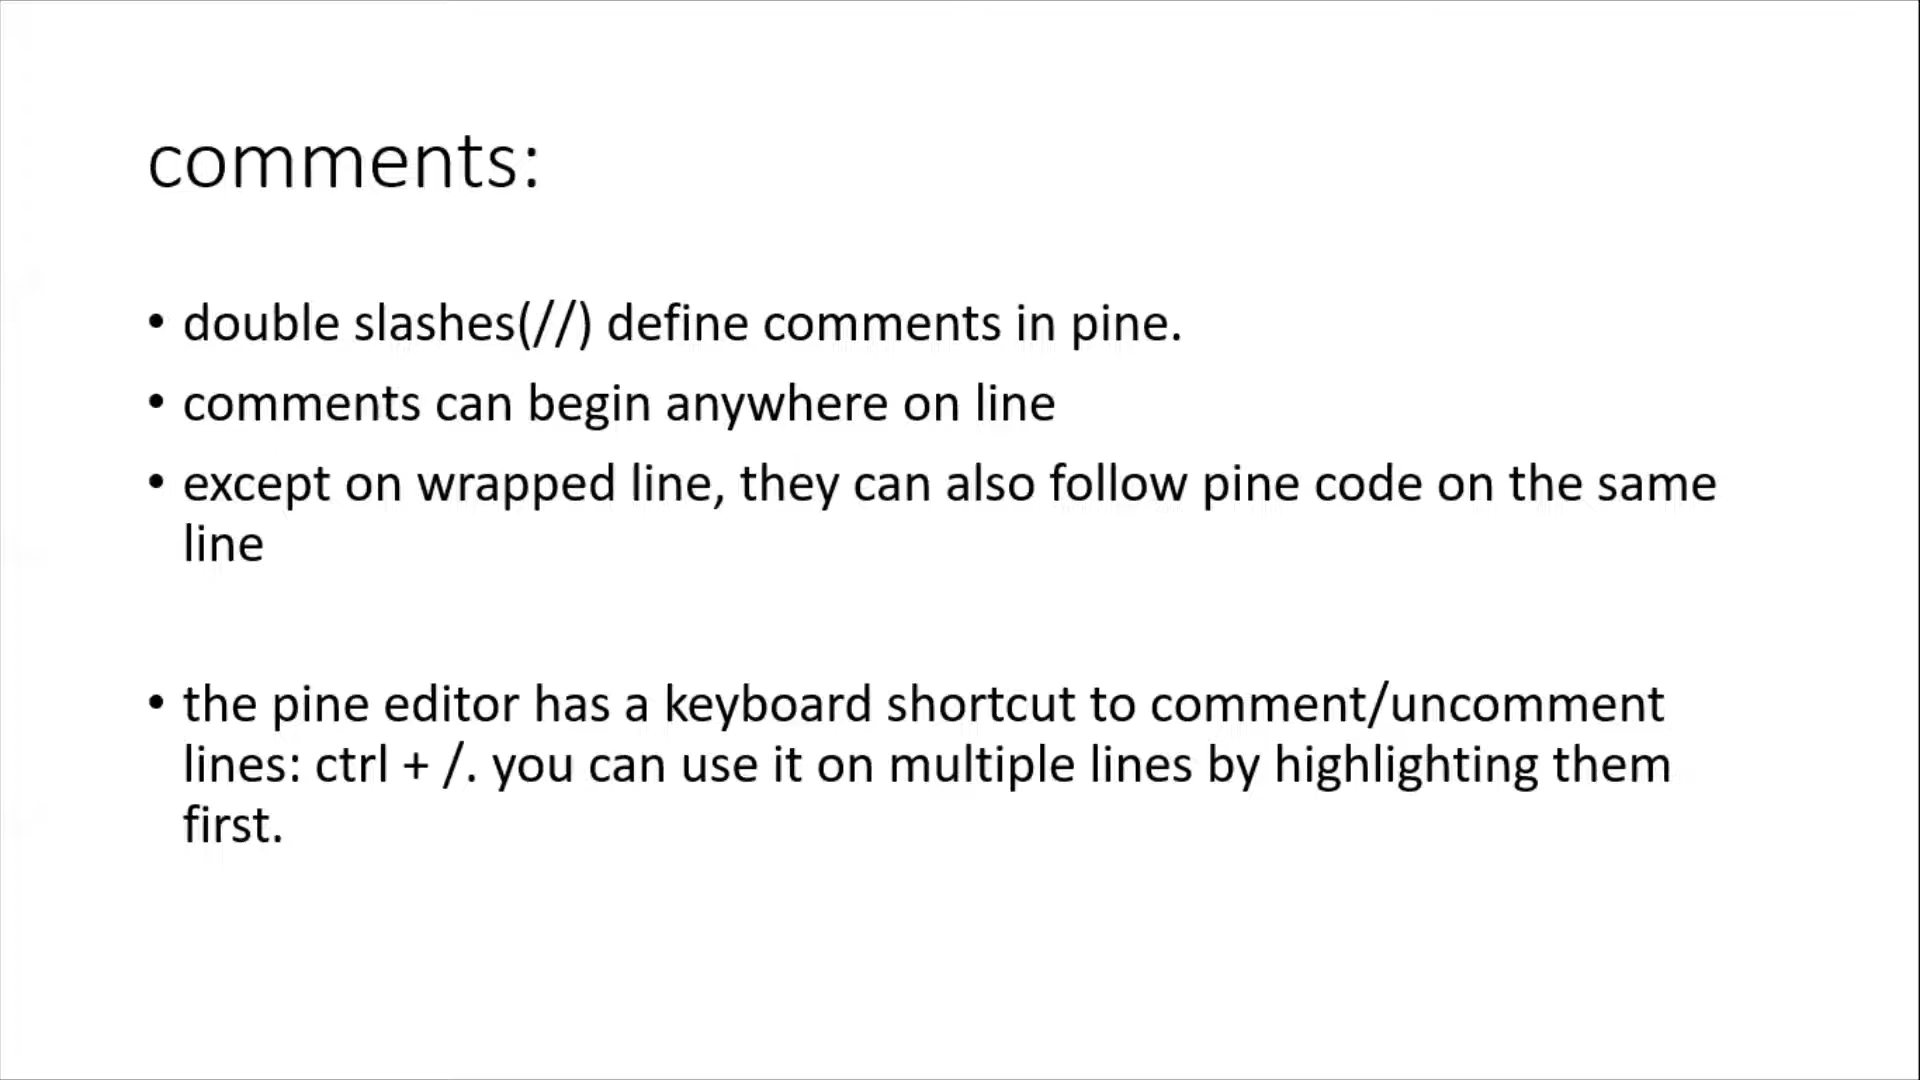 comments:
• double slashes(//) define comments in pine.
• comments can begin anywhere on line
• except on wrapped line, they can also follow pine code on the same
line
• the pine editor has a keyboard shortcut to comment/uncomment
lines: ctrl + /. you can use it on multiple lines by highlighting them
first.